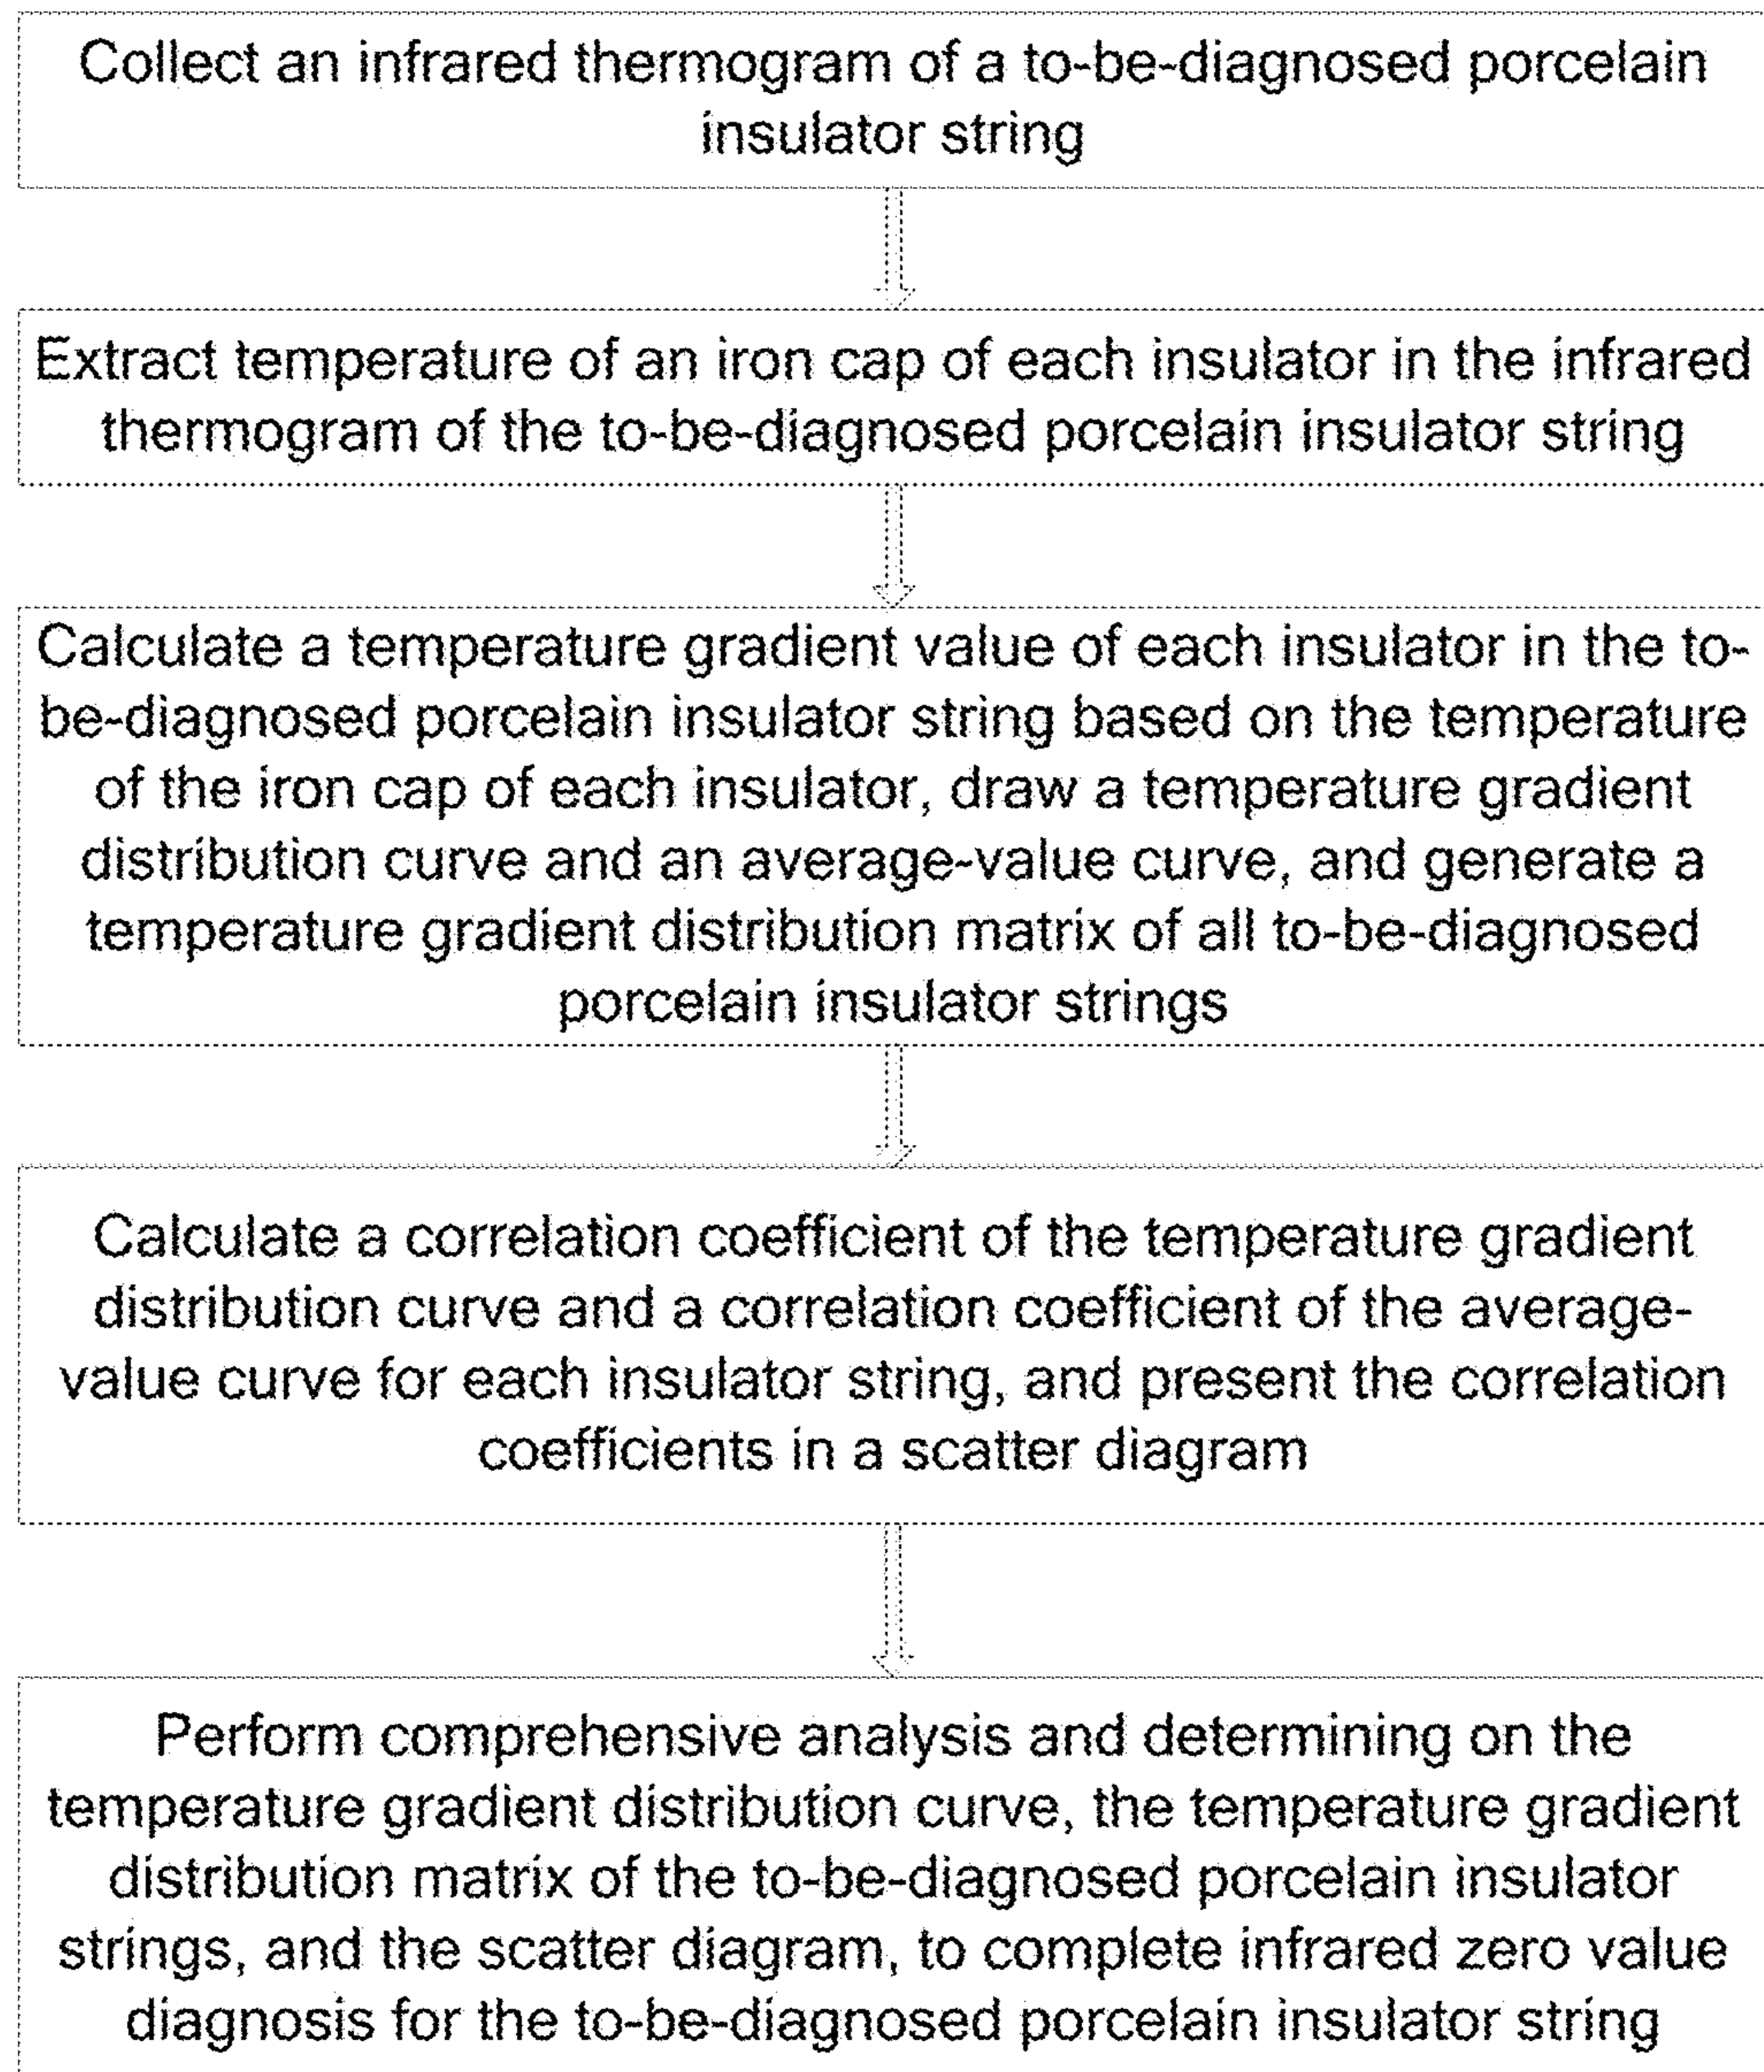 Collect an infrared thermogram of a to-be-diagnosed porcelain
insulator string
Extract temperature of an iron cap of each insulator in the infrared
thermogram of the to-be-diagnosed porcelain insulator string
Calculate a temperature gradient value of each insulator in the to-
be-diagnosed porcelain insulator string based on the temperature
of the iron cap of each insulator, draw a temperature gradient
distribution curve and an average-value curve, and generate a
temperature gradient distribution matrix of all to-be-diagnosed
porcelain insulator strings
Calculate a correlation coefficient of the temperature gradient
distribution curve and a correlation coefficient of the average-
value curve for each insulator string, and present the correlation
coefficients in a scatter diagram
Perform comprehensive analysis and determining on the
temperature gradient distribution curve, the temperature gradient
distribution matrix of the to-be-diagnosed porcelain insulator
strings, and the scatter diagram, to complete infrared zero value
diagnosis for the to-be-diagnosed porcelain insulator string